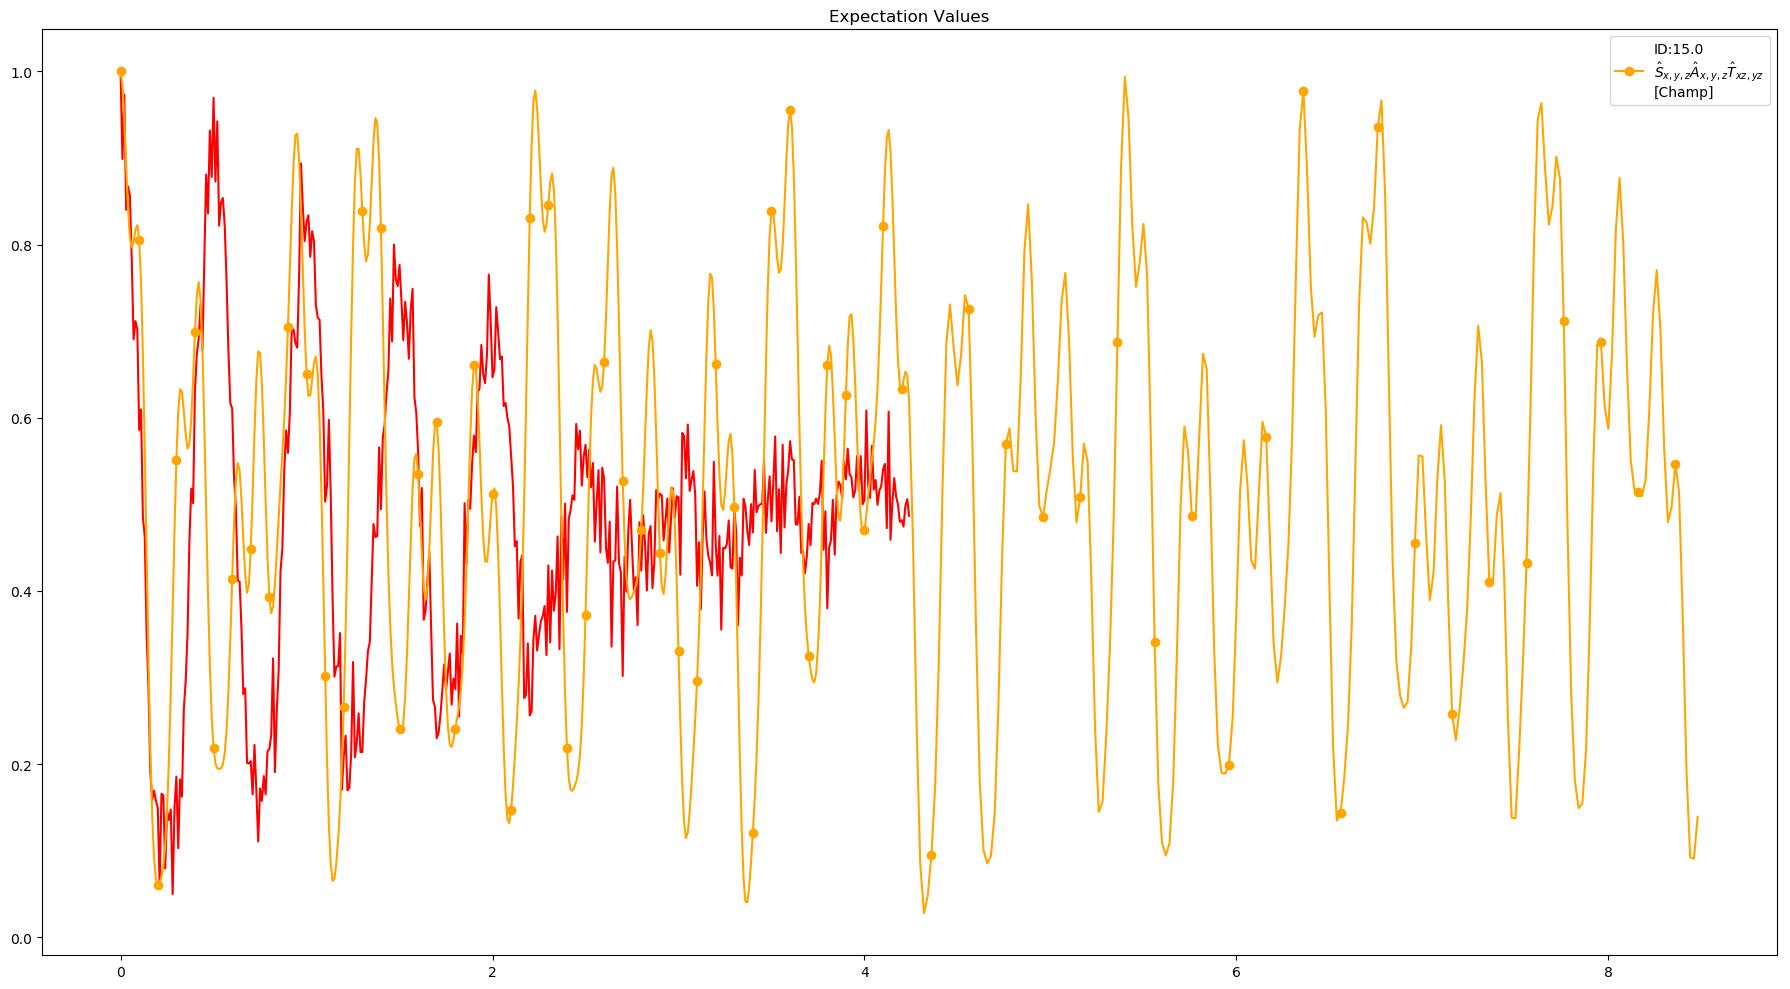 Expectation Values
ID:15.0
$\hat{S}_{x,y,z}\hat{A}_{x,y,z}\hat{T}_{xz,yz}$
[Champ]
1.0
0.8
0.6
0.4
0.2
0.0
0 2 4 6 8